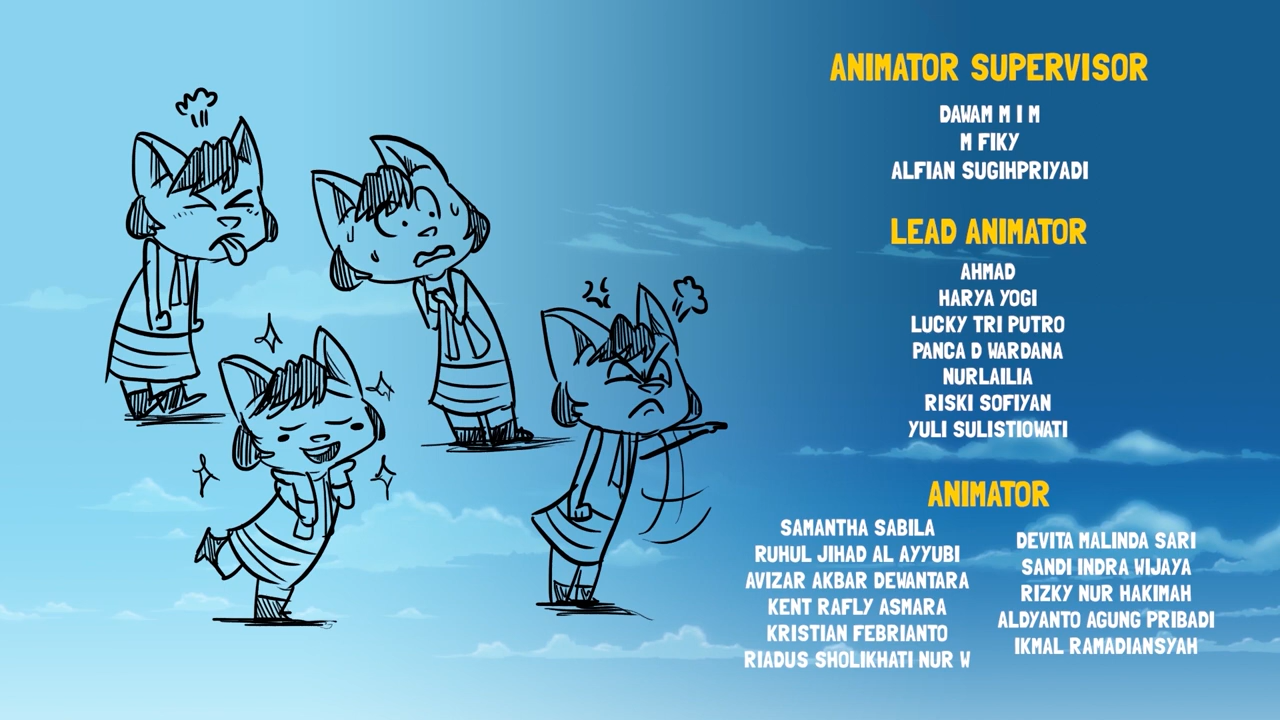 ANIMATOR SUPERVISOR
DAWAM M I M
M FIKY
ALFIAN SUGIHPRIYADI
LEAD ANIMATOR
AHMAD
HARYA YOGI
LUCKY TRI PUTRO
PANCA D WARDANA
NURLAILIA
RISKI SOFIYAN
YULI SULISTIOWATI
ANIMATOR
SAMANTHA SABILA
RUHUL JIHAD AL AYYUBI
AVIZAR AKBAR DEWANTARA
KENT RAFLY ASMARA
KRISTIAN FEBRIANTO
RIADUS SHOLIKHATI NUR W
DEVITA MALINDA SARI
SANDI INDRA WIJAYA
RIZKY NUR HAKIMAH
ALDYANTO AGUNG PRIBADI
IKMAL RAMADIANSYAH